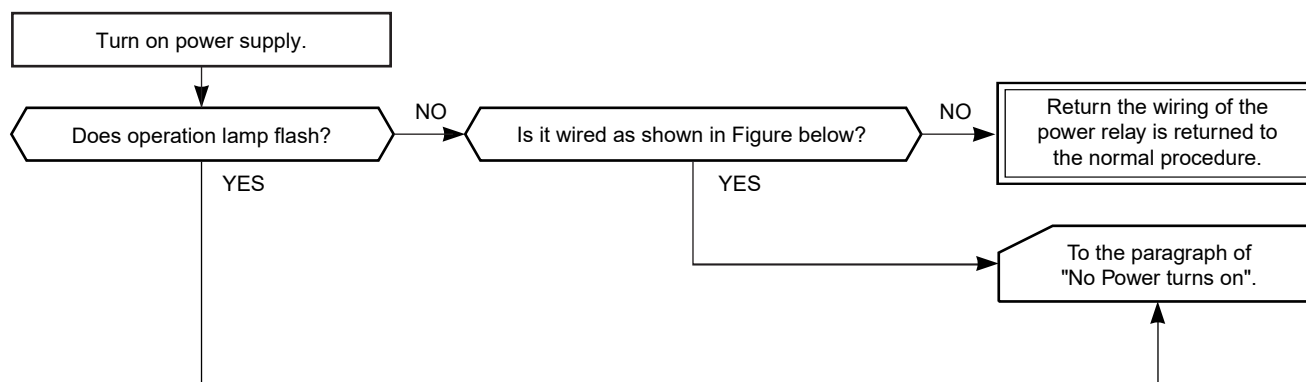 Turn on power supply.
Does operation lamp flash?
NO
Is it wired as shown in Figure below?
NO
Return the wiring of the
power relay is returned to
the normal procedure.
YES
YES
To the paragraph of
"No Power turns on".